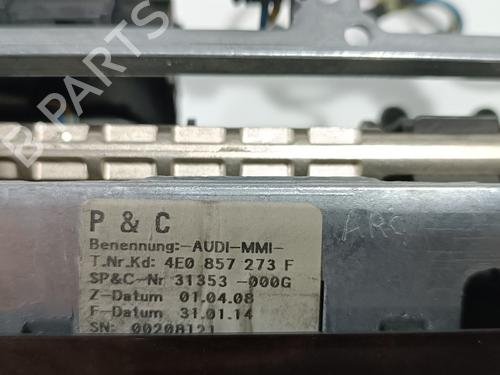 P & C
Benennung:-AUDI-MMI-
T.Nr.Kd: 4E0 857 273 F
SP&C-Nr 31353 -000G
Z-Datum 01.04.08
F-Datum 31.01.14
SN: 00208121
ARC
B-PARTS